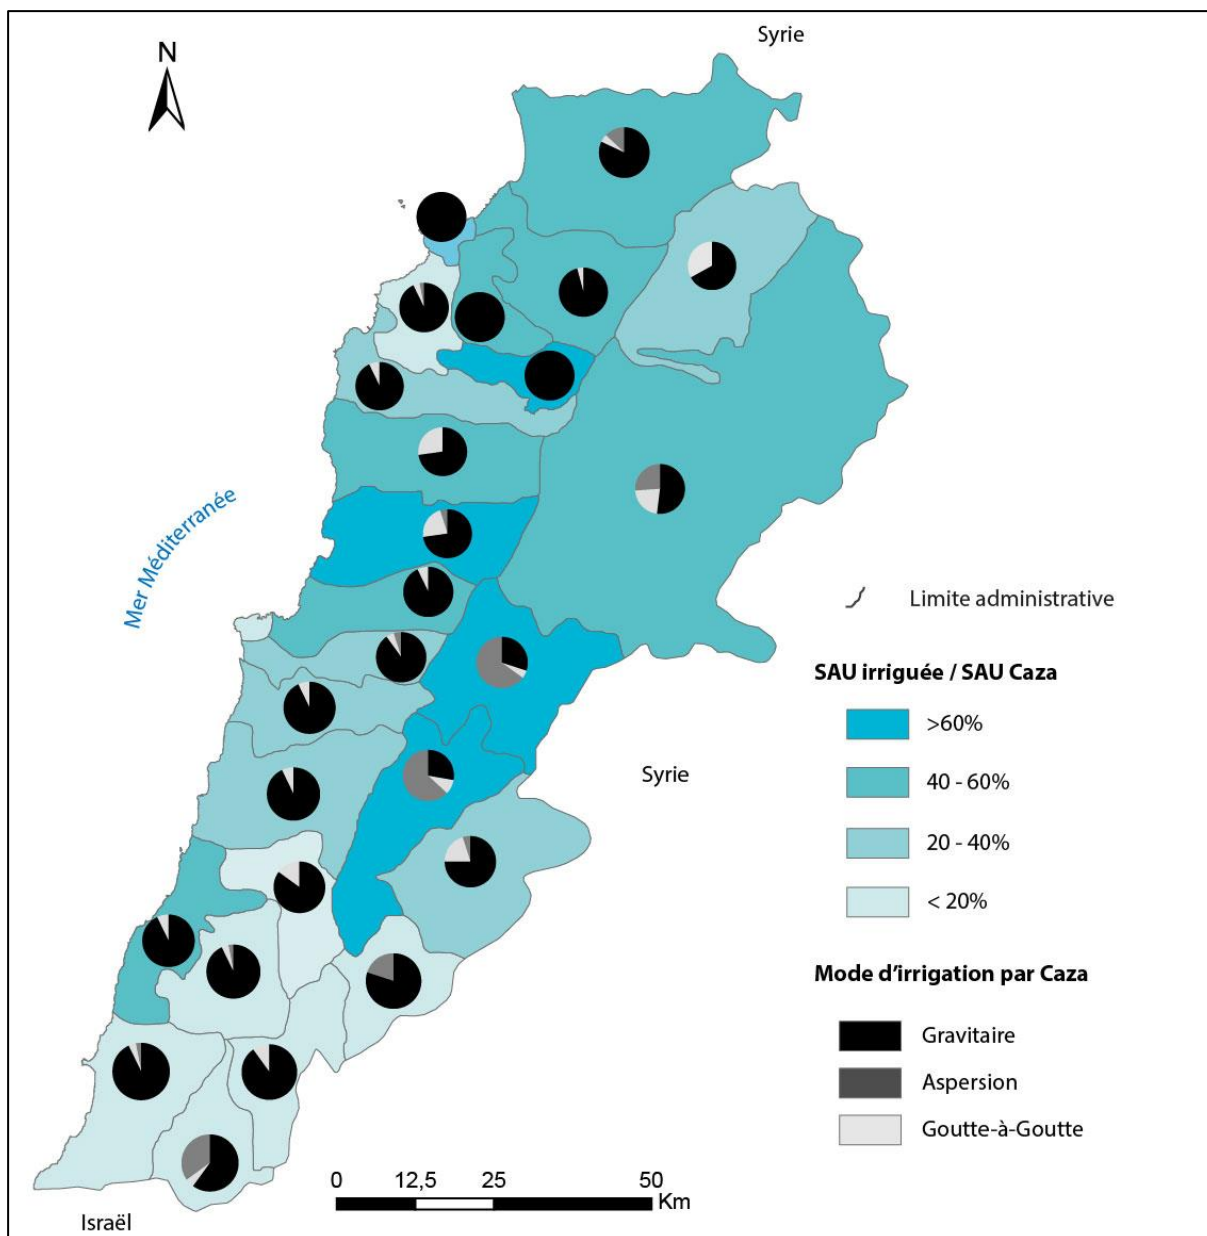 Syrie
N
Mer Méditerranée
Limite administrative
SAU irriguée / SAU Caza
>60%
40 - 60%
Syrie
20 - 40%
< 20%
Mode d'irrigation par Caza
Gravitaire
Aspersion
Goutte-à-Goutte
0 12,5 25 50
Km
Israël